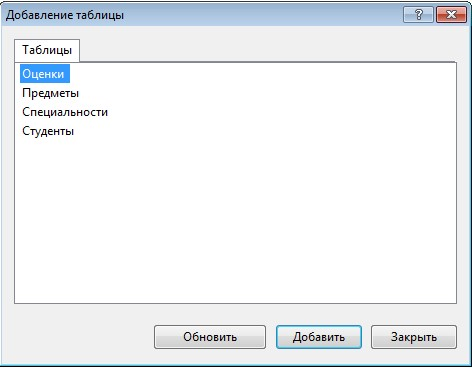 Добавление таблицы
Таблицы
Оценки
Предметы
Специальности
Студенты
Обновить Добавить Закрыть